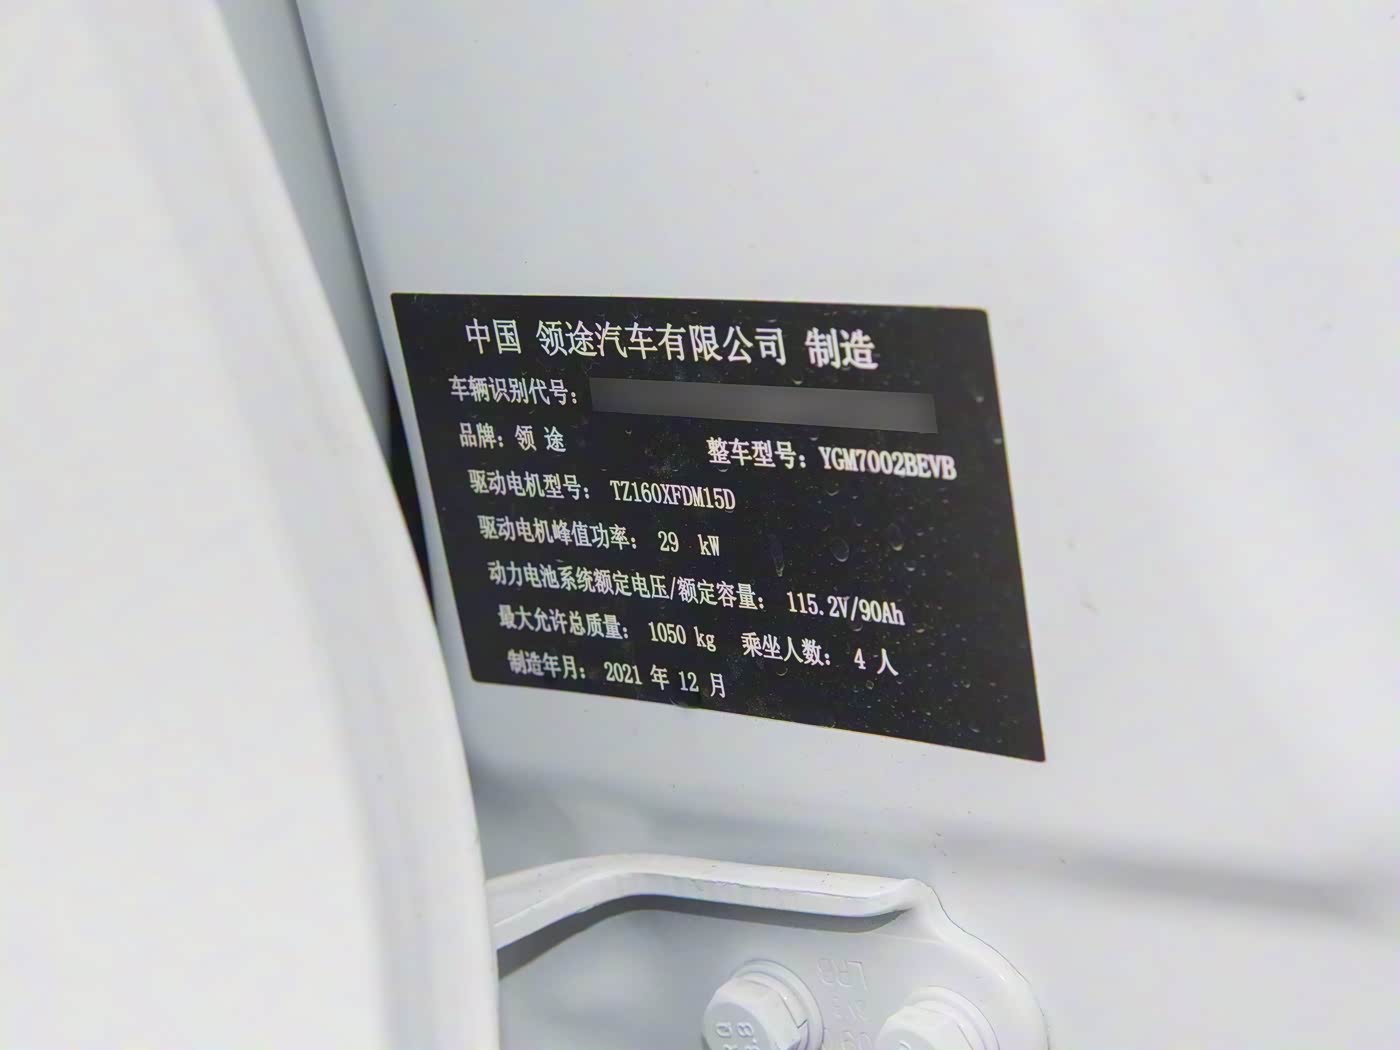 中国 领途汽车有限公司 制造
车辆识别代号：
品牌：领 途 整车型号：YGM7002BEVB
驱动电机型号： TZ160XFDM15D
驱动电机峰值功率： 29 kW
动力电池系统额定电压/额定容量： 115.2V/90Ah
最大允许总质量： 1050 kg 乘坐人数： 4 人
制造年月： 2021 年 12 月
8.8